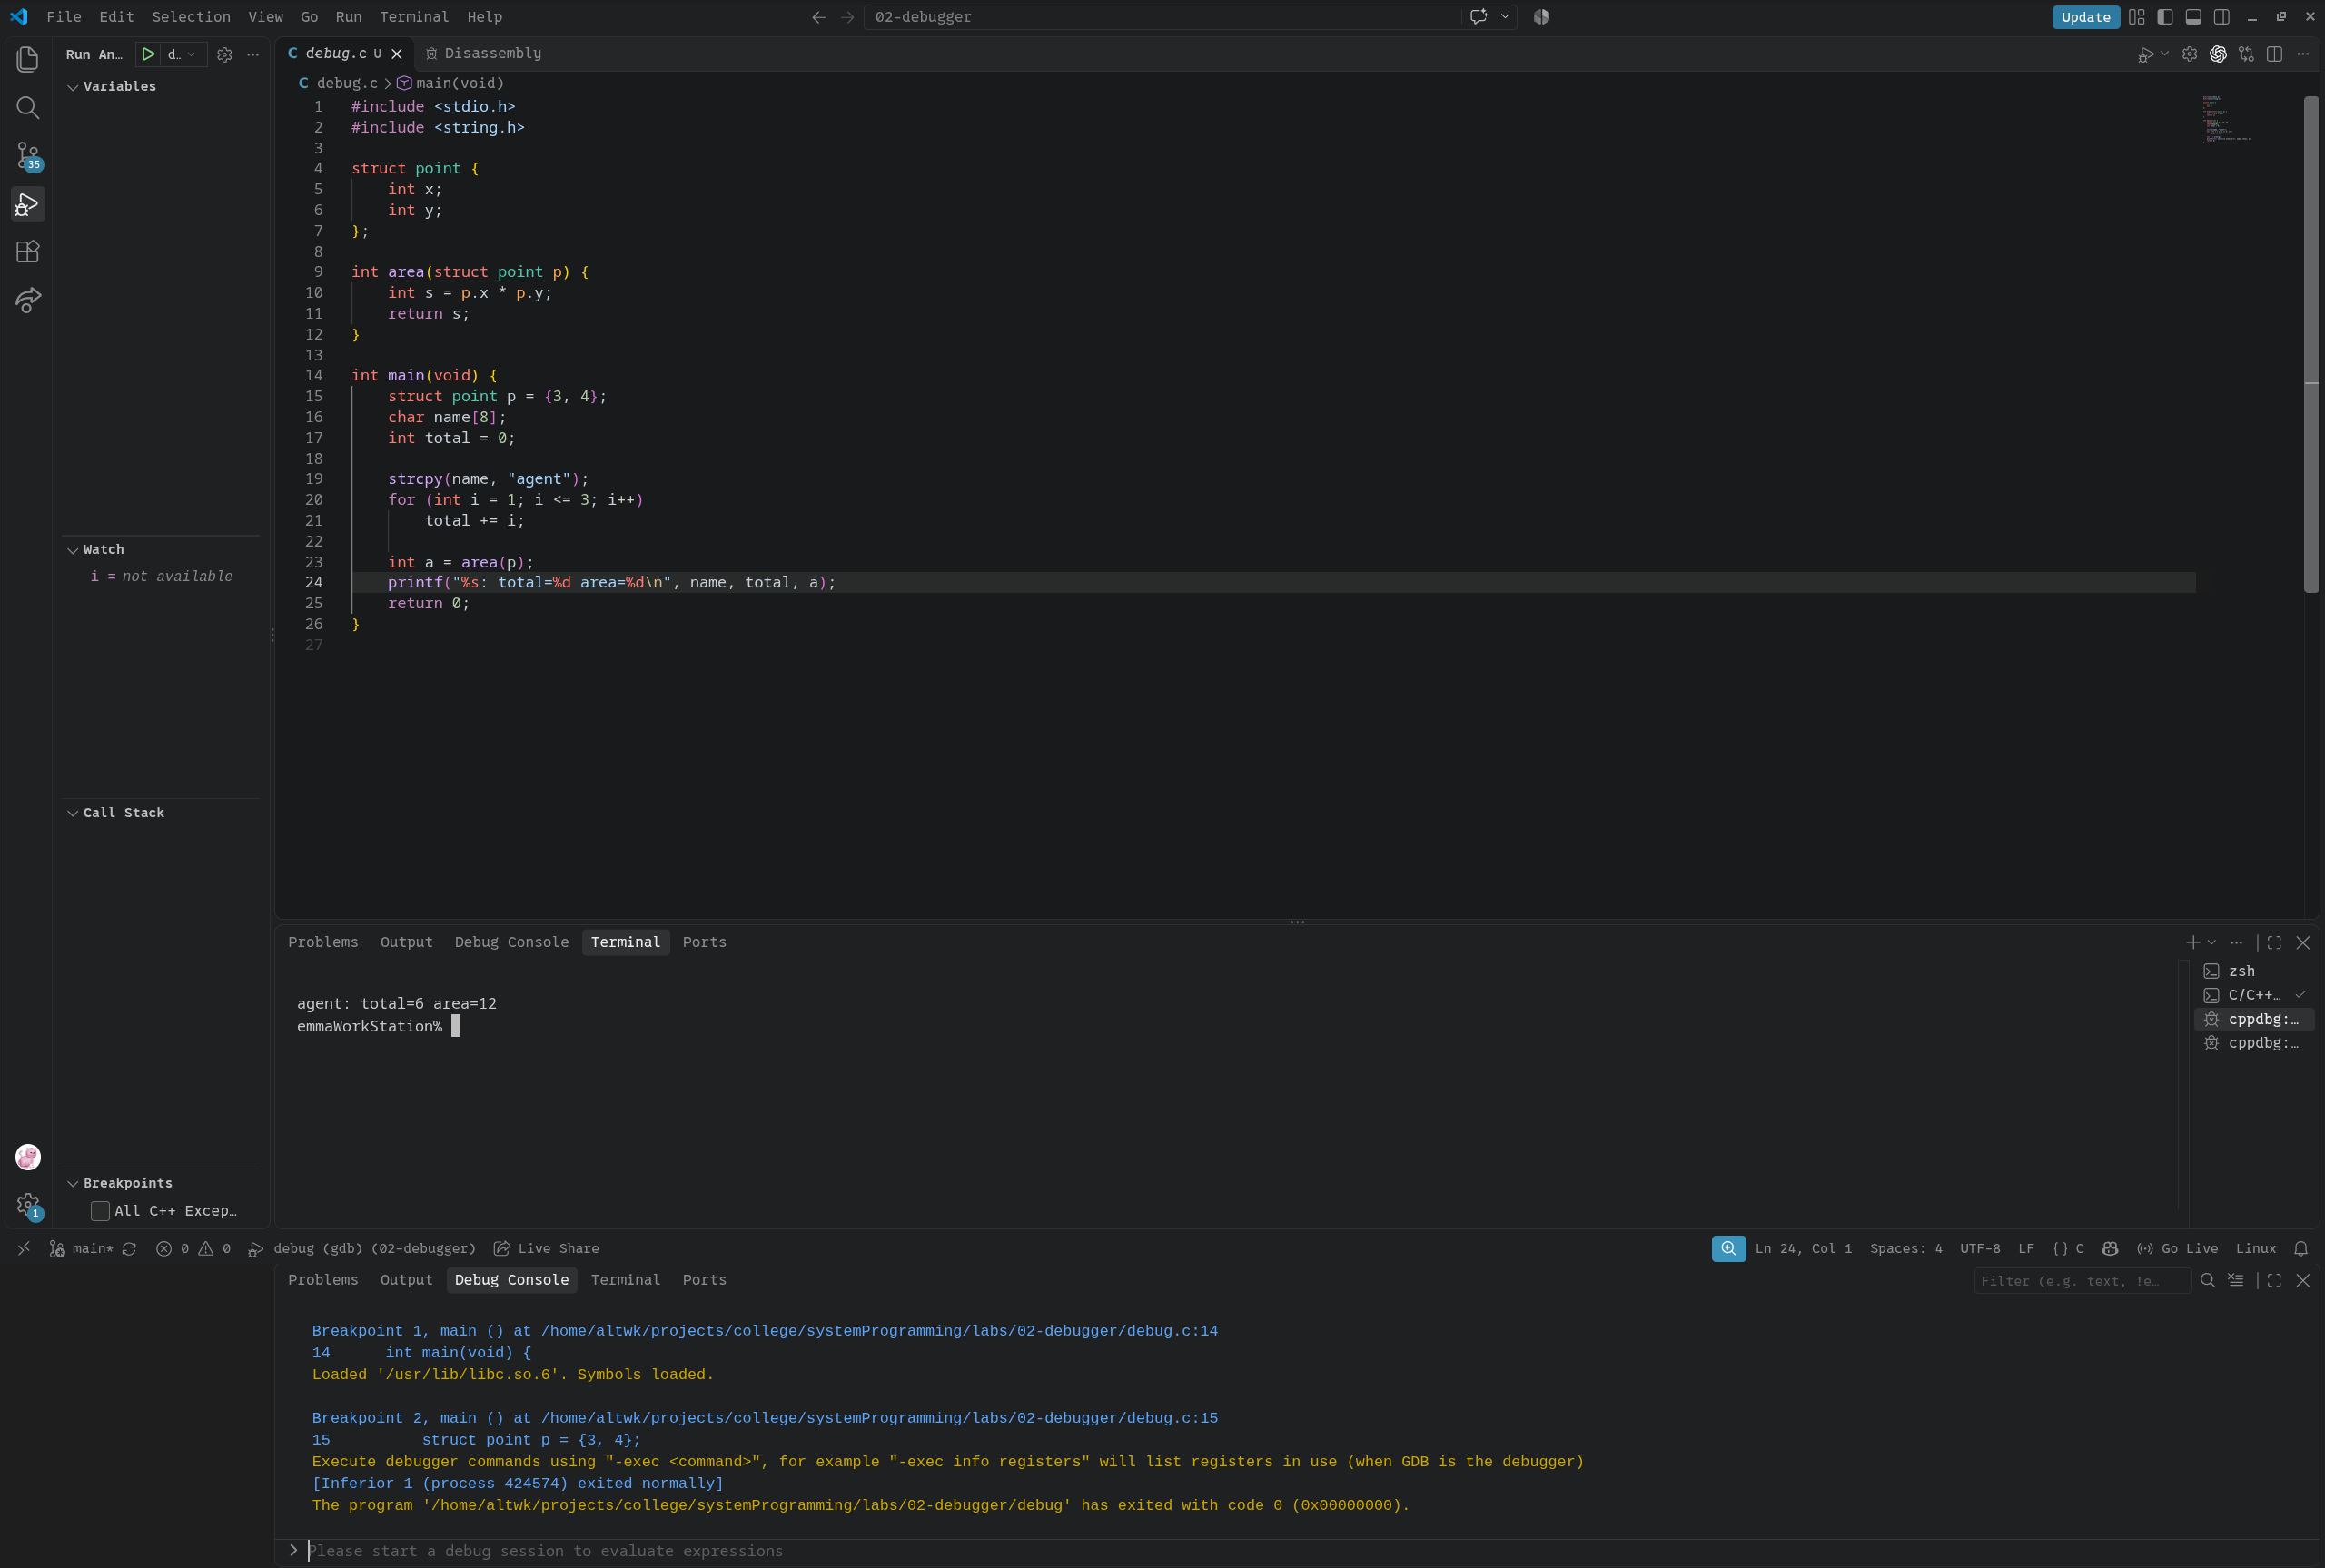 File Edit Selection View Go Run Terminal Help
02-debugger
Update
Run An… d..
debug.c U
Disassembly
Variables
C debug.c > main(void)
1 #include <stdio.h>
2 #include <string.h>
3
4 struct point {
5     int x;
6     int y;
7 };
8
9 int area(struct point p) {
10     int s = p.x * p.y;
11     return s;
12 }
13
14 int main(void) {
15     struct point p = {3, 4};
16     char name[8];
17     int total = 0;
18
19     strcpy(name, "agent");
20     for (int i = 1; i <= 3; i++)
21         total += i;
22
23     int a = area(p);
24     printf("%s: total=%d area=%d\n", name, total, a);
25     return 0;
26 }
27
35
Watch
i = not available
Call Stack
Breakpoints
All C++ Excep…
1
Problems Output Debug Console Terminal Ports
agent: total=6 area=12
emmaWorkStation%
zsh
C/C++…
cppdbg:…
cppdbg:…
main* 0 0 debug (gdb) (02-debugger) Live Share
Ln 24, Col 1 Spaces: 4 UTF-8 LF {} C Go Live Linux
Problems Output Debug Console Terminal Ports
Filter (e.g. text, !e…
Breakpoint 1, main () at /home/altwk/projects/college/systemProgramming/labs/02-debugger/debug.c:14
14      int main(void) {
Loaded '/usr/lib/libc.so.6'. Symbols loaded.
Breakpoint 2, main () at /home/altwk/projects/college/systemProgramming/labs/02-debugger/debug.c:15
15          struct point p = {3, 4};
Execute debugger commands using "-exec <command>", for example "-exec info registers" will list registers in use (when GDB is the debugger)
[Inferior 1 (process 424574) exited normally]
The program '/home/altwk/projects/college/systemProgramming/labs/02-debugger/debug' has exited with code 0 (0x00000000).
Please start a debug session to evaluate expressions